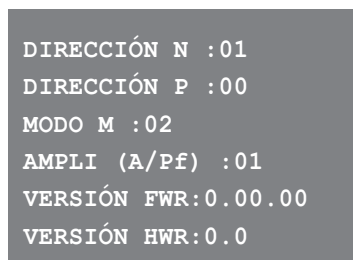 DIRECCIÓN N :01
DIRECCIÓN P :00
MODO M :02
AMPLI (A/Pf) :01
VERSIÓN FWR:0.00.00
VERSIÓN HWR:0.0